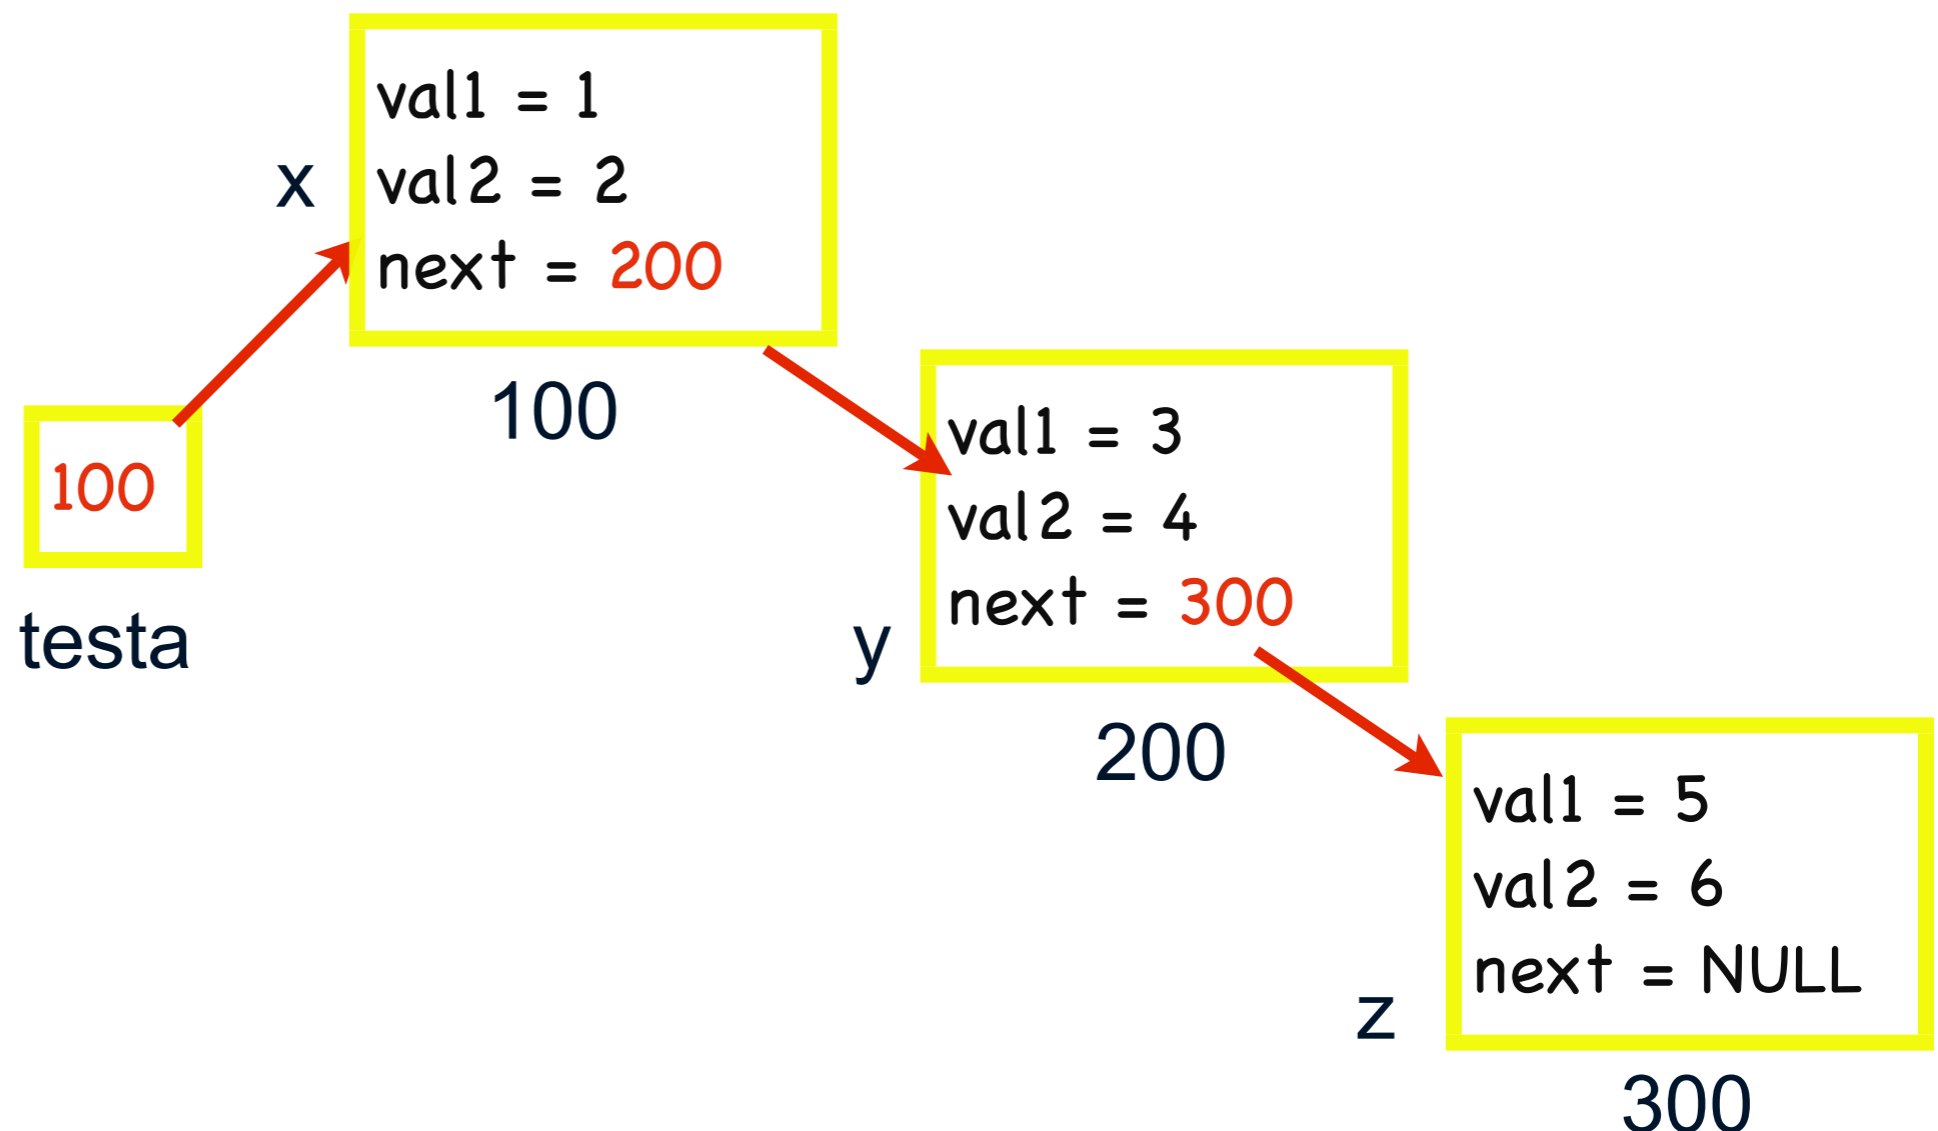 val1 = 1
val2 = 2
next = 200
x
100
100
testa
val1 = 3
val2 = 4
next = 300
y
200
val1 = 5
val2 = 6
next = NULL
z
300